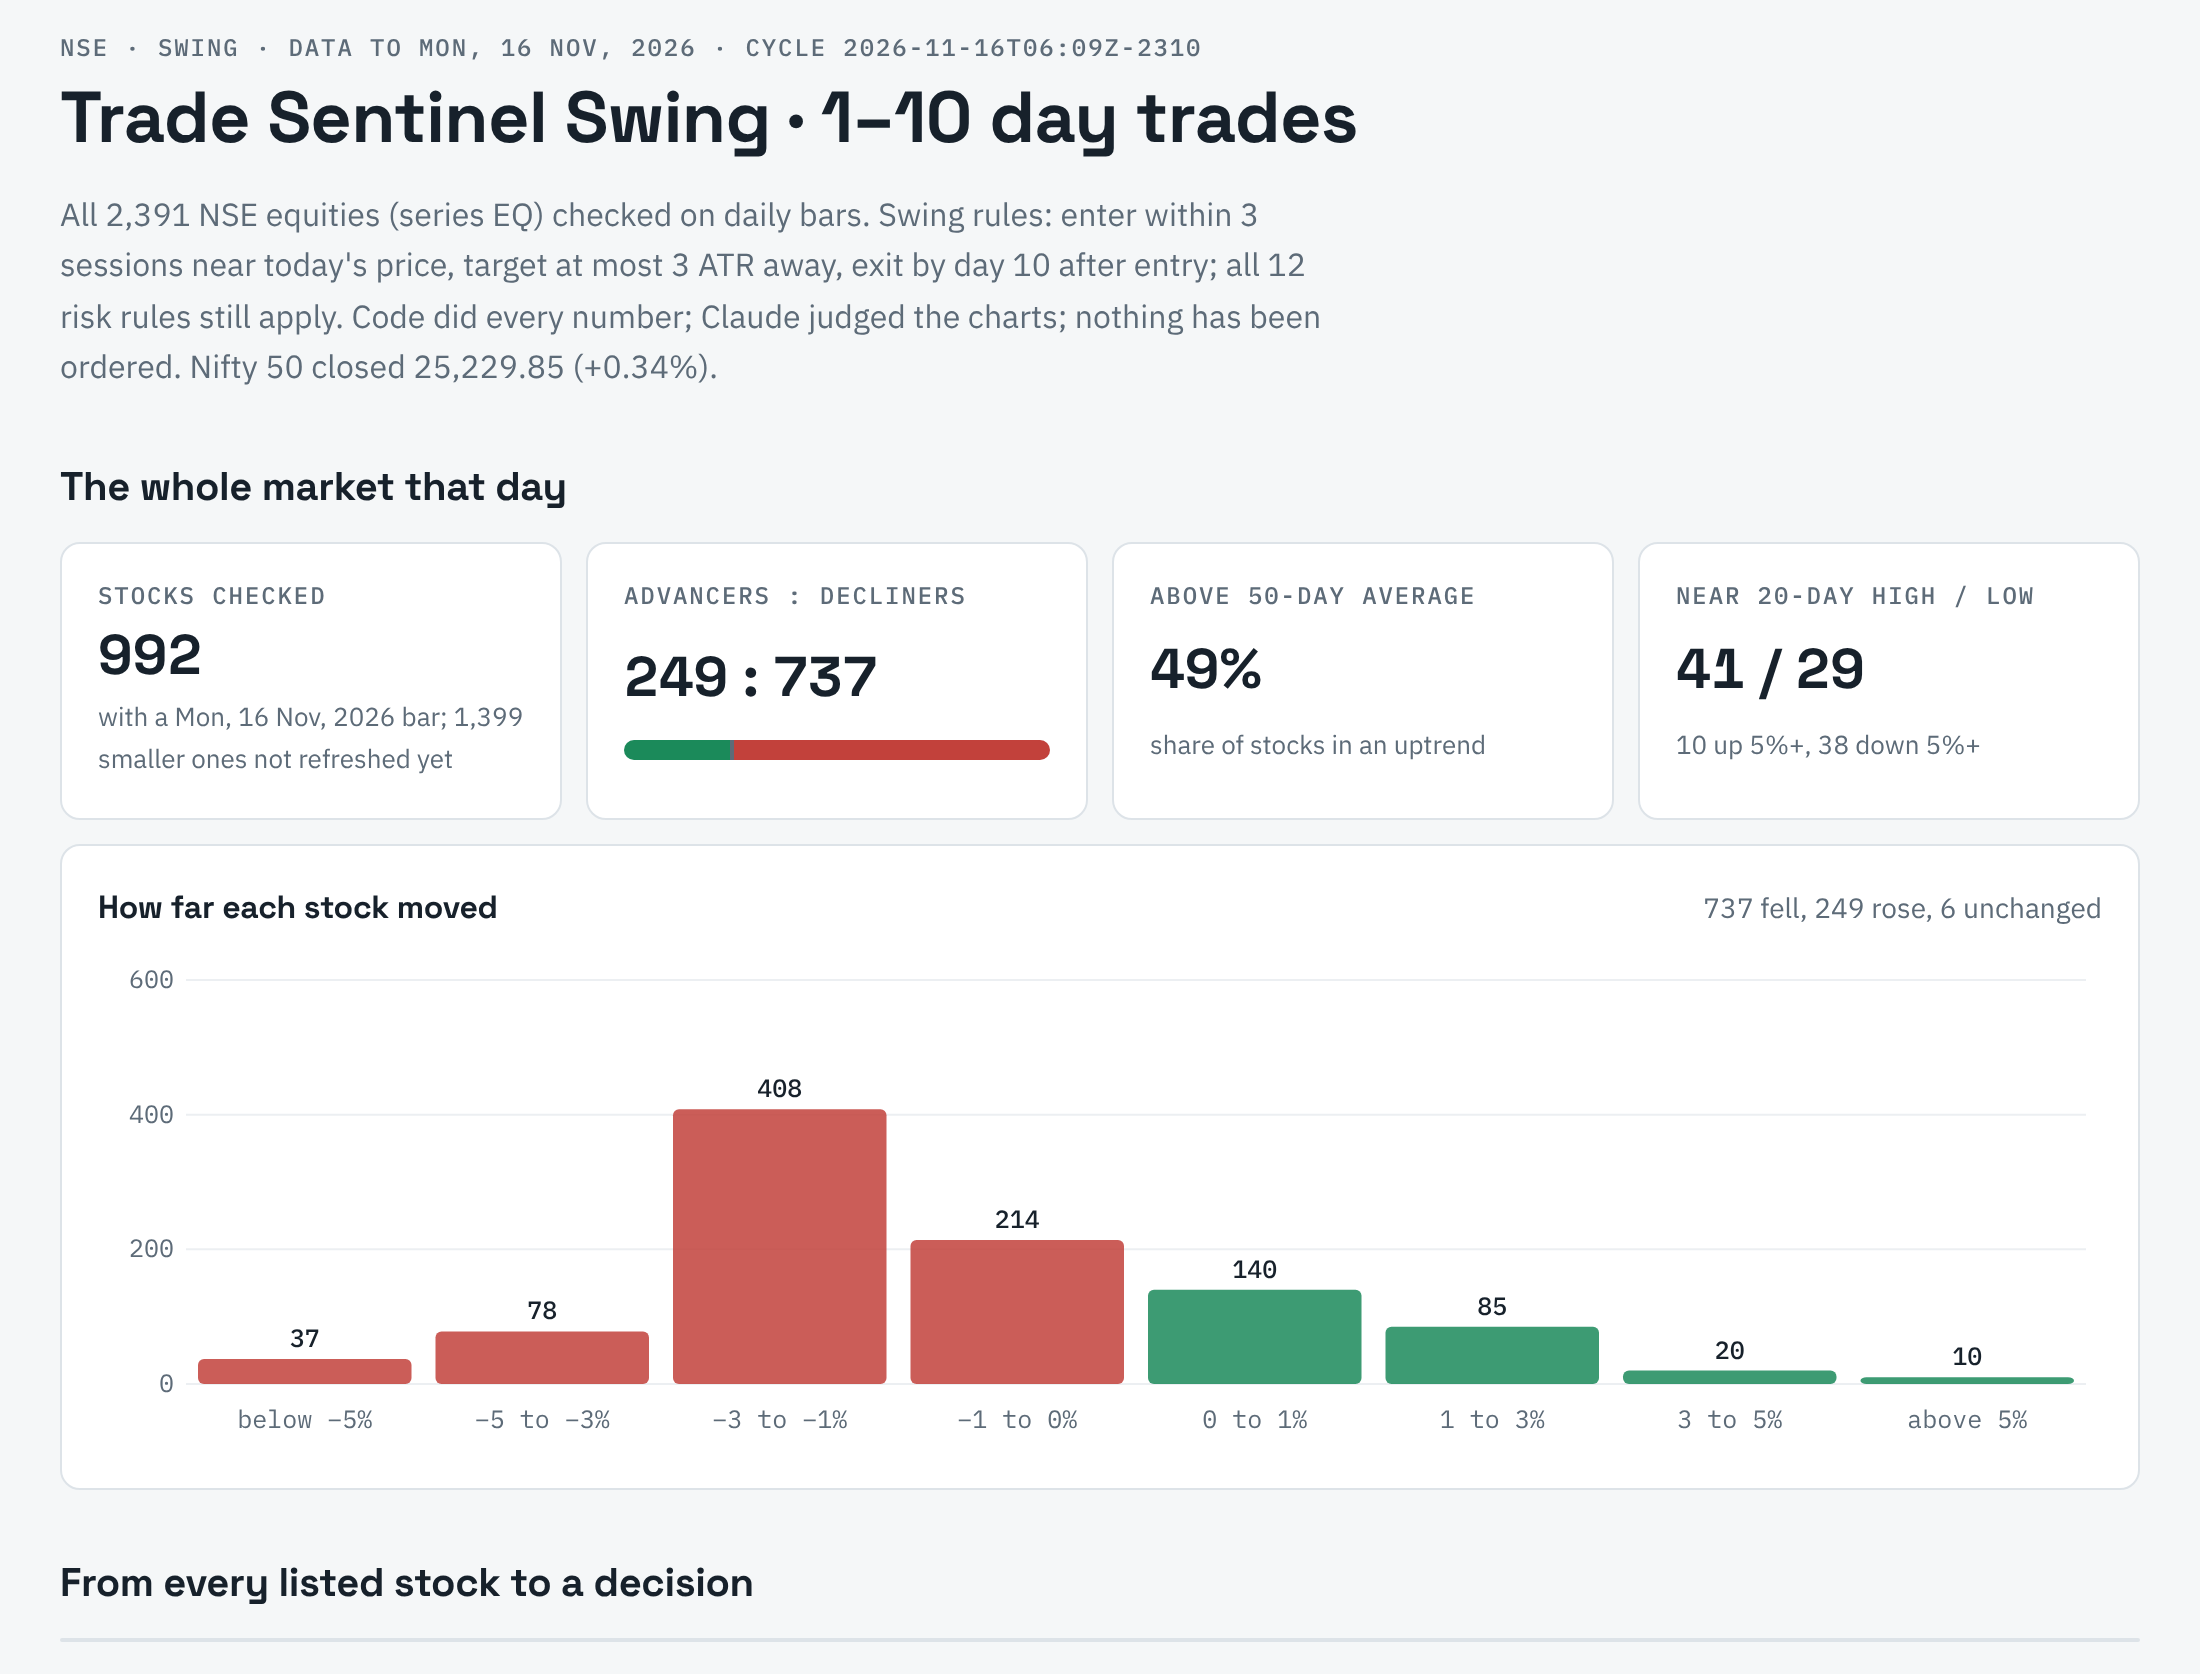 NSE · SWING · DATA TO MON, 16 NOV, 2026 · CYCLE 2026-11-16T06:09Z-2310
Trade Sentinel Swing · 1–10 day trades
All 2,391 NSE equities (series EQ) checked on daily bars. Swing rules: enter within 3
sessions near today's price, target at most 3 ATR away, exit by day 10 after entry; all 12
risk rules still apply. Code did every number; Claude judged the charts; nothing has been
ordered. Nifty 50 closed 25,229.85 (+0.34%).
The whole market that day
STOCKS CHECKED
992
with a Mon, 16 Nov, 2026 bar; 1,399
smaller ones not refreshed yet
ADVANCERS : DECLINERS
249 : 737
ABOVE 50-DAY AVERAGE
49%
share of stocks in an uptrend
NEAR 20-DAY HIGH / LOW
41 / 29
10 up 5%+, 38 down 5%+
How far each stock moved
737 fell, 249 rose, 6 unchanged
600
400
200
0
37
78
408
214
140
85
20
10
below −5%
−5 to −3%
−3 to −1%
−1 to 0%
0 to 1%
1 to 3%
3 to 5%
above 5%
From every listed stock to a decision